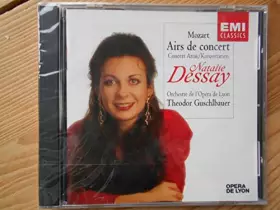 EMI
CLASSICS
Mozart
Airs de concert
Concert Arias/Konzertarien
Natalie
Dessay
Orchestre de l'Opéra de Lyon
Theodor Guschlbauer
OPERA
DE LYON